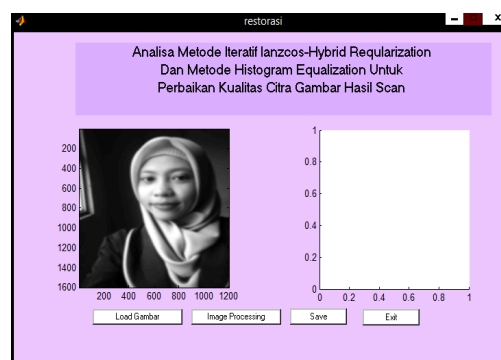 restorasi
Analisa Metode Iteratif lanzcos-Hybrid Reqularization
Dan Metode Histogram Equalization Untuk
Perbaikan Kualitas Citra Gambar Hasil Scan
200
400
600
800
1000
1200
1400
1600
200 400 600 800 1000 1200
1
0.8
0.6
0.4
0.2
0
0 0.2 0.4 0.6 0.8 1
Load Gambar Image Processing Save Exit